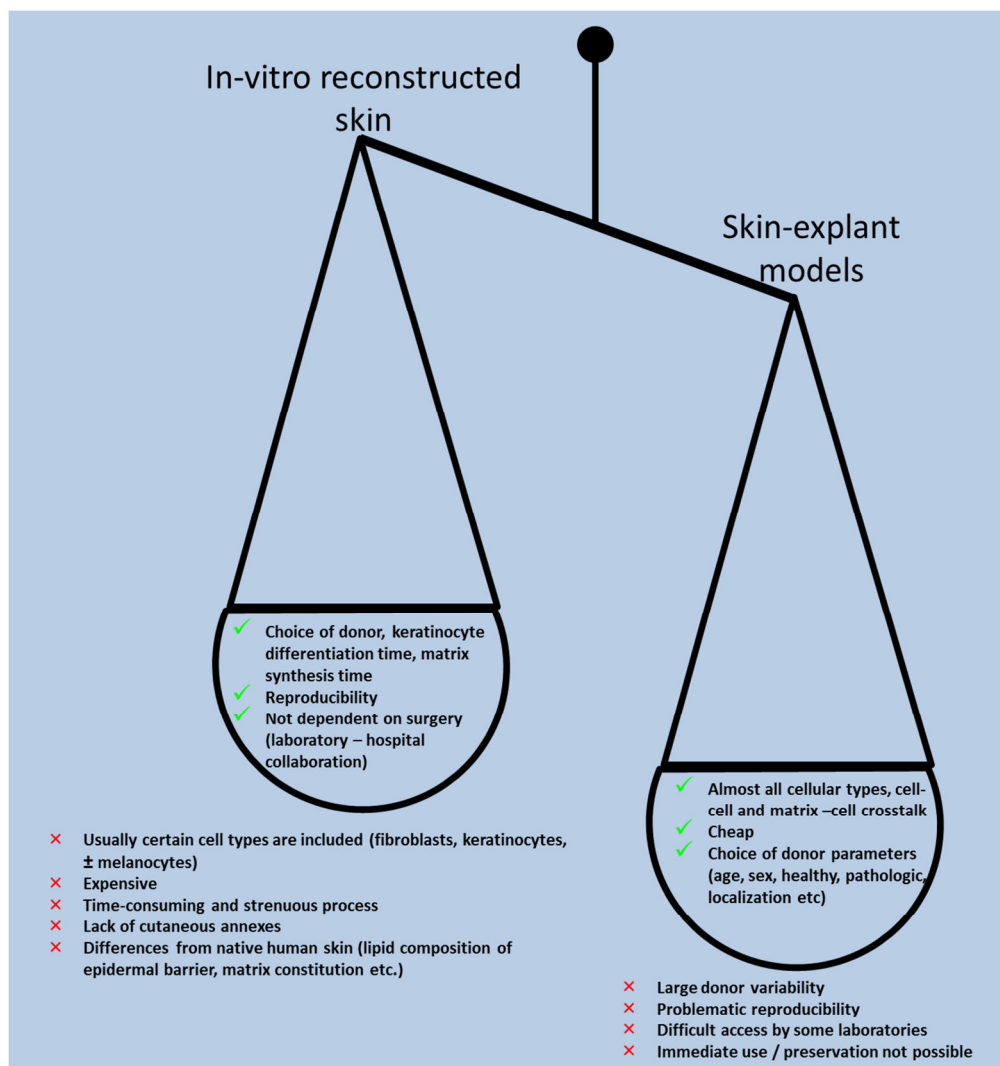 In-vitro reconstructed
skin
Skin-explant
models
✓ Choice of donor, keratinocyte
differentiation time, matrix
synthesis time
✓ Reproducibility
✓ Not dependent on surgery
(laboratory – hospital
collaboration)
× Usually certain cell types are included (fibroblasts, keratinocytes,
± melanocytes)
× Expensive
× Time-consuming and strenuous process
× Lack of cutaneous annexes
× Differences from native human skin (lipid composition of
epidermal barrier, matrix constitution etc.)
✓ Almost all cellular types, cell-
cell and matrix –cell crosstalk
✓ Cheap
✓ Choice of donor parameters
(age, sex, healthy, pathologic,
localization etc)
× Large donor variability
× Problematic reproducibility
× Difficult access by some laboratories
× Immediate use / preservation not possible